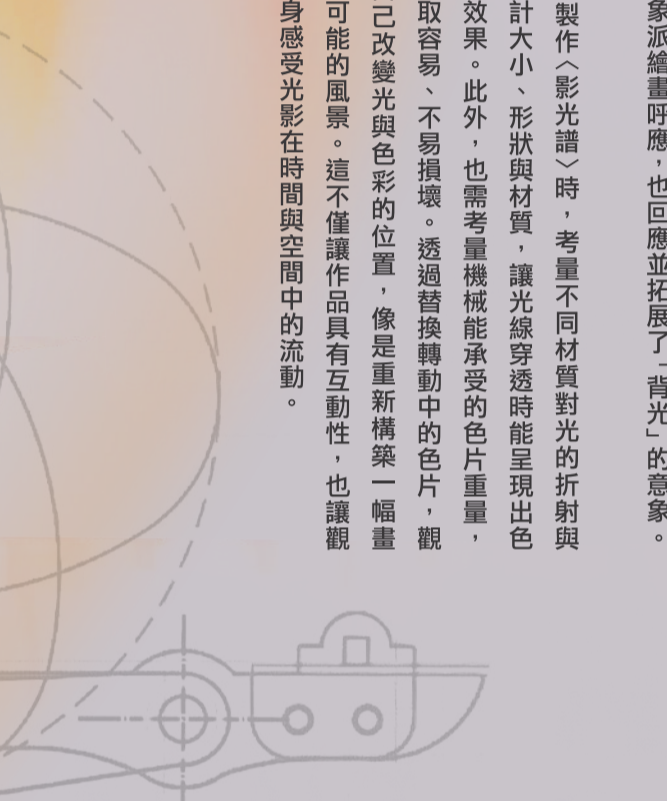 象派繪畫呼應，也回應並拓展了「背光」的意象。
製作〈影光譜〉時，考量不同材質對光的折射與
計大小、形狀與材質，讓光線穿透時能呈現出色
效果。此外，也需考量機械能承受的色片重量，
取容易、不易損壞。透過替換轉動中的色片，觀
己改變光與色彩的位置，像是重新構築一幅畫
可能的風景。這不僅讓作品具有互動性，也讓觀
身感受光影在時間與空間中的流動。